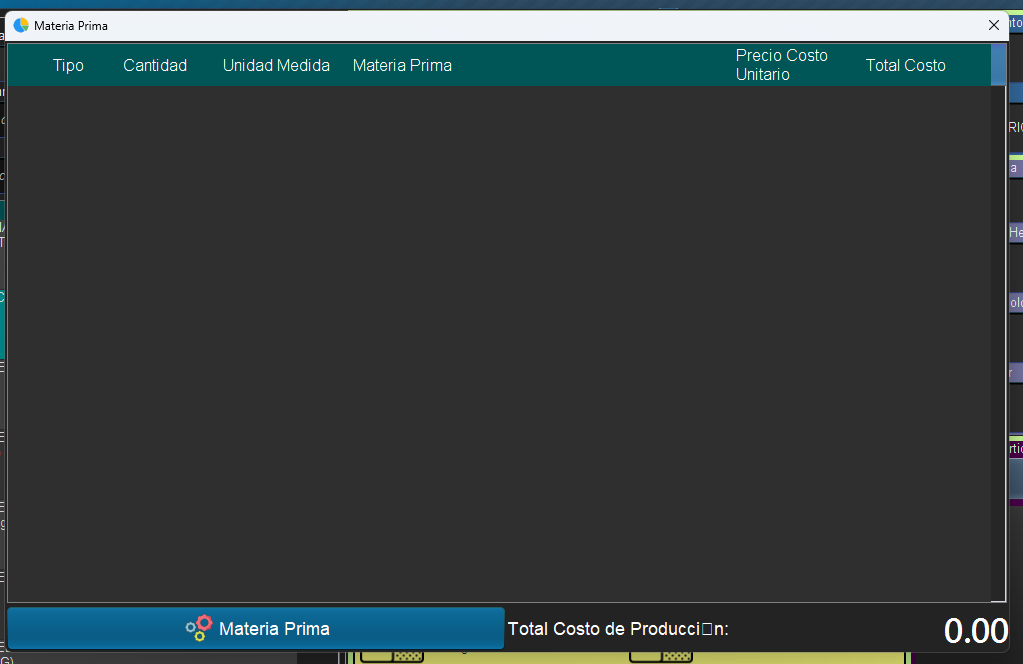 Materia Prima
Tipo Cantidad Unidad Medida Materia Prima Precio Costo Unitario Total Costo
Materia Prima
Total Costo de Producci▯n: 0.00